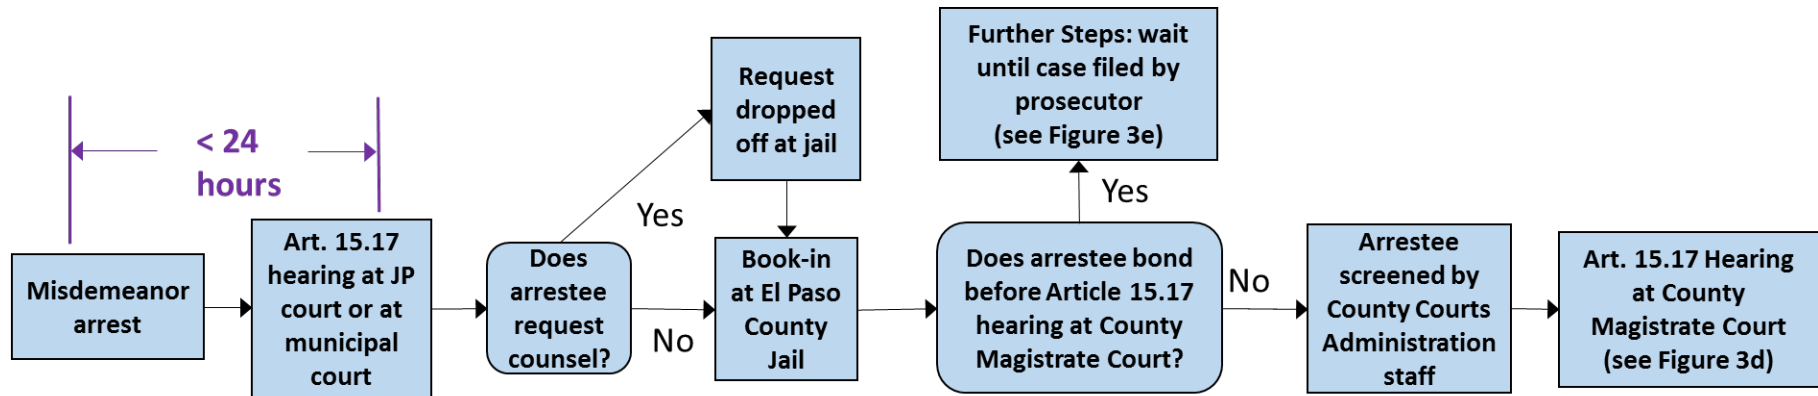 < 24
hours
Misdemeanor
arrest
Art. 15.17
hearing at JP
court or at
municipal
court
Does
arrestee
request
counsel?
Yes
No
Request
dropped
off at jail
Book-in
at El Paso
County
Jail
Does arrestee bond
before Article 15.17
hearing at County
Magistrate Court?
Yes
No
Further Steps: wait
until case filed by
prosecutor
(see Figure 3e)
Arrestee
screened by
County Courts
Administration
staff
Art. 15.17 Hearing
at County
Magistrate Court
(see Figure 3d)